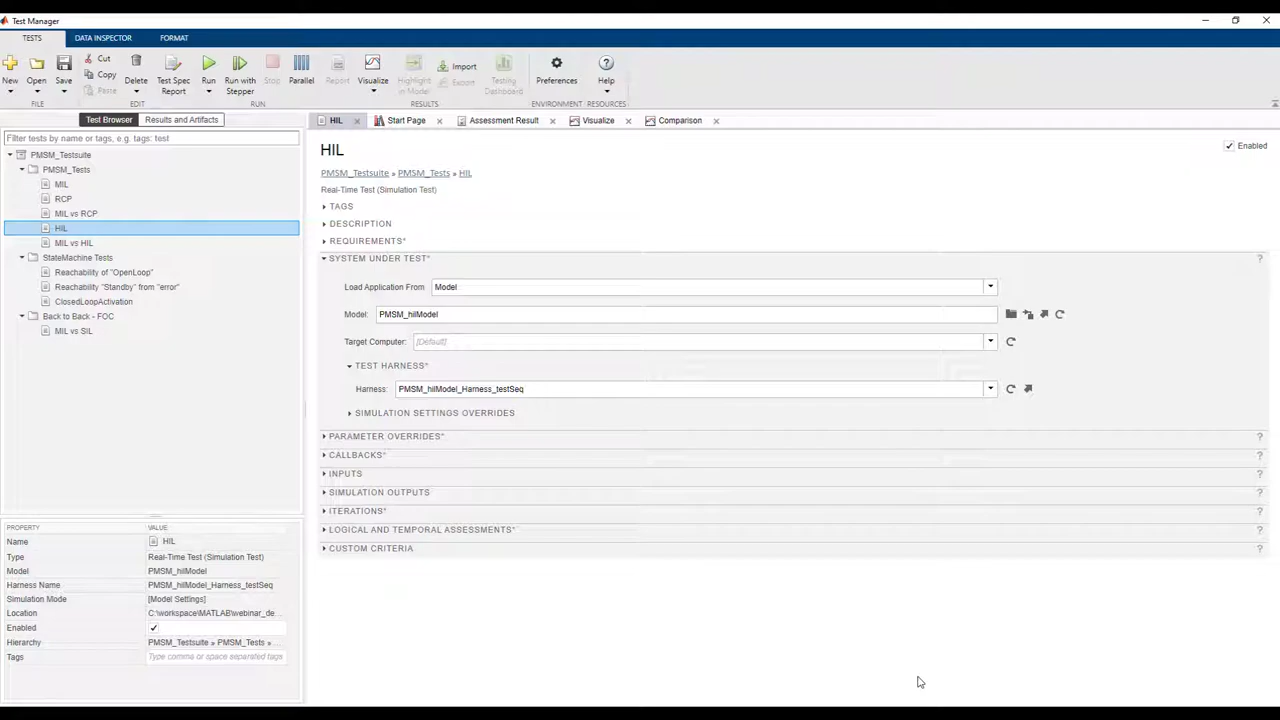 Test Manager
TESTS DATA INSPECTOR FORMAT
New Open Save Cut Copy Paste Delete Test Spec Report Run Run with Stepper Stop Parallel Report Visualize Highlight in Model Import Export Testing Dashboard Preferences Help
FILE EDIT RUN RESULTS ENVIRONMENT RESOURCES
Test Browser Results and Artifacts
HIL Start Page Assessment Result Visualize Comparison
Filter tests by name or tags, e.g. tags: test
PMSM_Testsuite
PMSM_Tests
MIL
RCP
MIL vs RCP
HIL
MIL vs HIL
StateMachine Tests
Reachability of "OpenLoop"
Reachability "Standby" from "error"
ClosedLoopActivation
Back to Back - FOC
MIL vs SIL
PROPERTY VALUE
Name HIL
Type Real-Time Test (Simulation Test)
Model PMSM_hilModel
Harness Name PMSM_hilModel_Harness_testSeq
Simulation Mode [Model Settings]
Location C:\workspace\MATLAB\webinar_de...
Enabled
Hierarchy PMSM_Testsuite » PMSM_Tests » ...
Tags Type comma or space separated tags
HIL
Enabled
PMSM_Testsuite » PMSM_Tests » HIL
Real-Time Test (Simulation Test)
TAGS
DESCRIPTION
REQUIREMENTS*
SYSTEM UNDER TEST* ?
Load Application From Model
Model: PMSM_hilModel
Target Computer: [Default]
TEST HARNESS*
Harness: PMSM_hilModel_Harness_testSeq
SIMULATION SETTINGS OVERRIDES
PARAMETER OVERRIDES* ?
CALLBACKS* ?
INPUTS ?
SIMULATION OUTPUTS ?
ITERATIONS* ?
LOGICAL AND TEMPORAL ASSESSMENTS* ?
CUSTOM CRITERIA ?